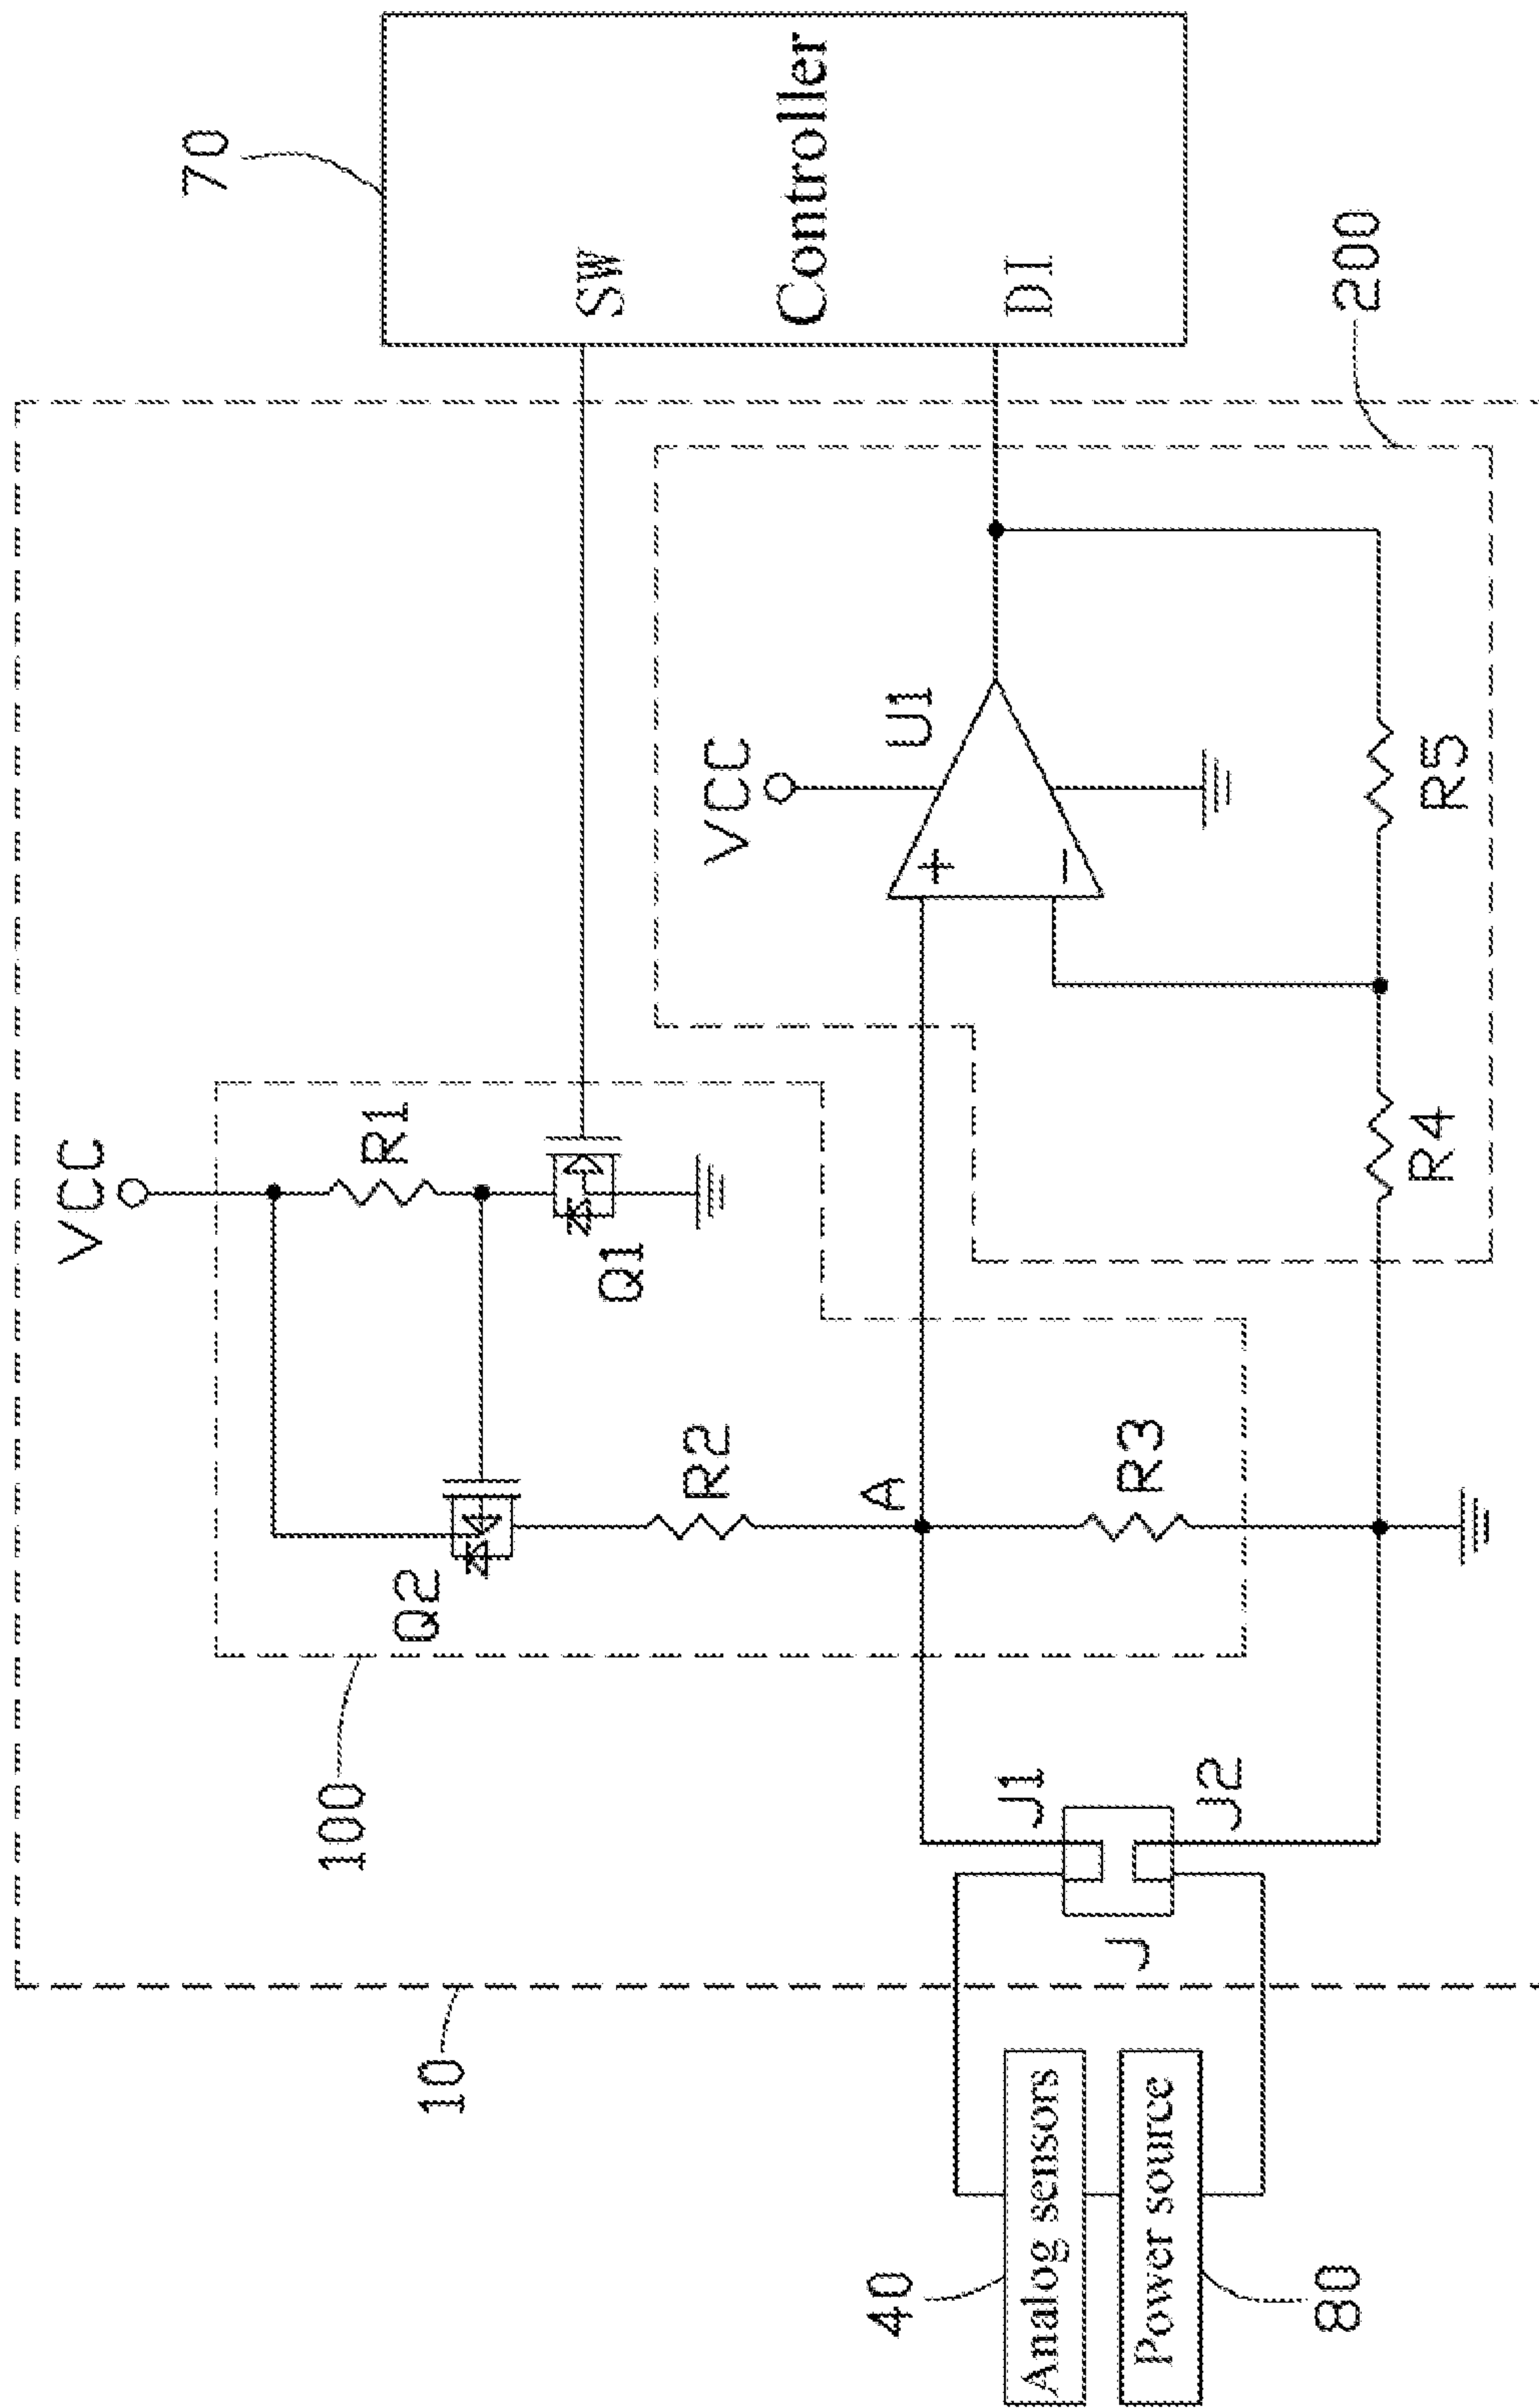 70
Controller
SW
DI
200
VCC
R1
Q1
VCC
U1
R5
R4
Q2
R2
A
R3
100
J1
J2
J
10
40
Analog sensors
Power source
80